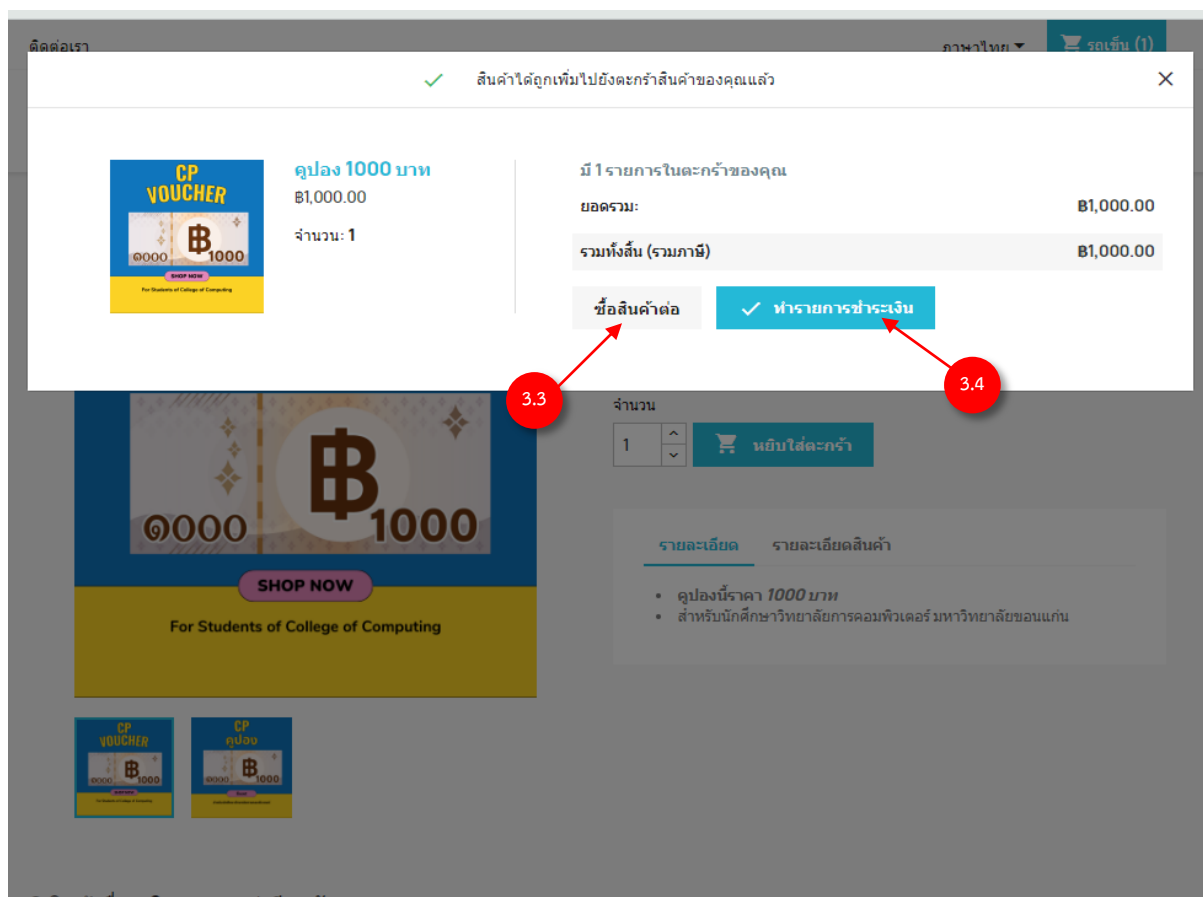 ติดต่อเรา
ภาษาไทย
รถเข็น (1)
สินค้าได้ถูกเพิ่มไปยังตะกร้าสินค้าของคุณแล้ว
CP
VOUCHER
๑๐๐๐
฿
1000
SHOP NOW
For Students of College of Computing
คูปอง 1000 บาท
฿1,000.00
จำนวน: 1
มี 1 รายการในตะกร้าของคุณ
ยอดรวม: ฿1,000.00
รวมทั้งสิ้น (รวมภาษี) ฿1,000.00
ซื้อสินค้าต่อ
ทำรายการชำระเงิน
3.3
3.4
จำนวน
1
หยิบใส่ตะกร้า
๑๐๐๐
฿
1000
SHOP NOW
For Students of College of Computing
รายละเอียด รายละเอียดสินค้า
คูปองนี้ราคา 1000 บาท
สำหรับนักศึกษาวิทยาลัยการคอมพิวเตอร์ มหาวิทยาลัยขอนแก่น
CP
VOUCHER
๑๐๐๐
฿
1000
CP
คูปอง
๑๐๐๐
฿
1000